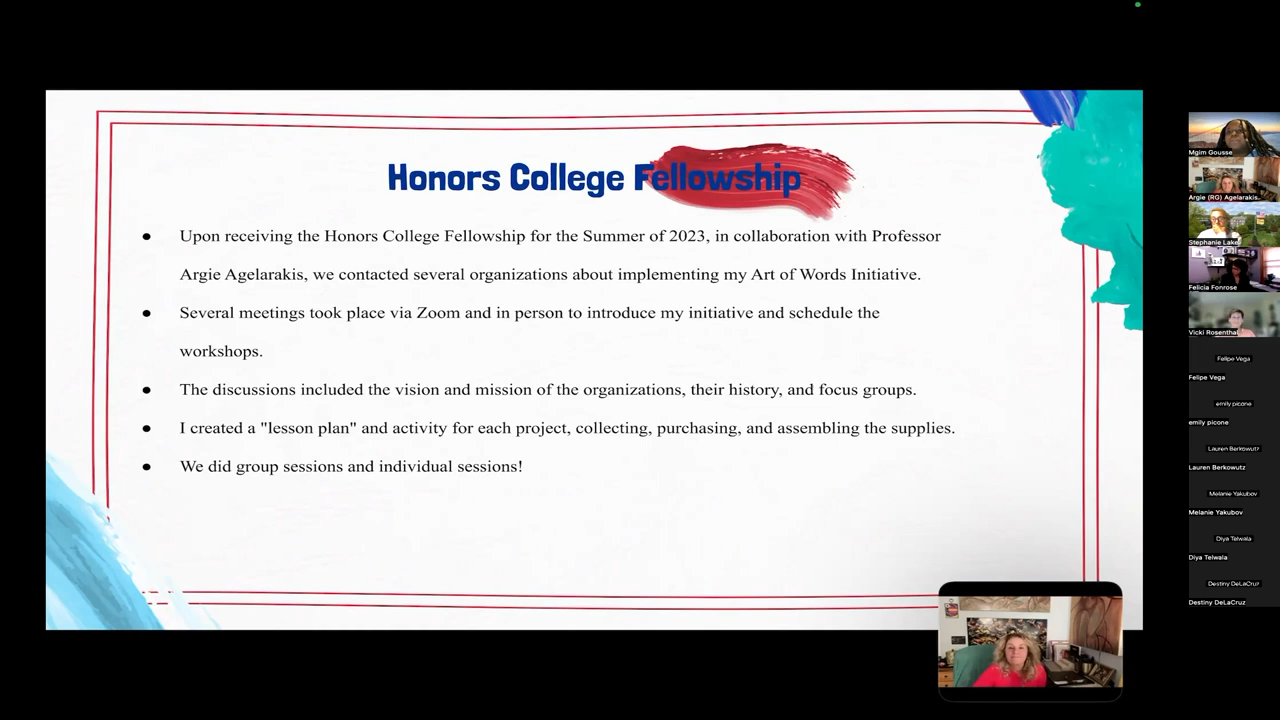 Honors College Fellowship
● Upon receiving the Honors College Fellowship for the Summer of 2023, in collaboration with Professor
Argie Agelarakis, we contacted several organizations about implementing my Art of Words Initiative.
● Several meetings took place via Zoom and in person to introduce my initiative and schedule the
workshops.
● The discussions included the vision and mission of the organizations, their history, and focus groups.
● I created a "lesson plan" and activity for each project, collecting, purchasing, and assembling the supplies.
● We did group sessions and individual sessions!
Mgim Gousse
Argie (RG) Agelarakis..
Stephanie Lake
Felicia Fonrose
Vicki Rosenthal
Felipe Vega
Felipe Vega
emily picone
emily picone
Lauren Berkowutz
Lauren Berkowutz
Melanie Yakubov
Melanie Yakubov
Diya Telwala
Diya Telwala
Destiny DeLaCruz
Destiny DeLaCruz